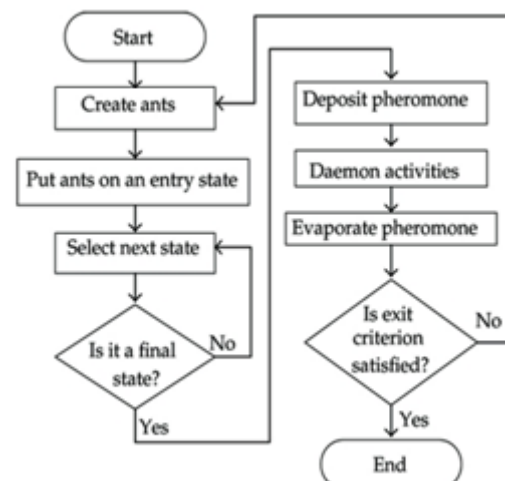 Start
Create ants
Put ants on an entry state
Select next state
Is it a final
state?
No
Yes
Deposit pheromone
Daemon activities
Evaporate pheromone
Is exit
criterion
satisfied?
No
Yes
End